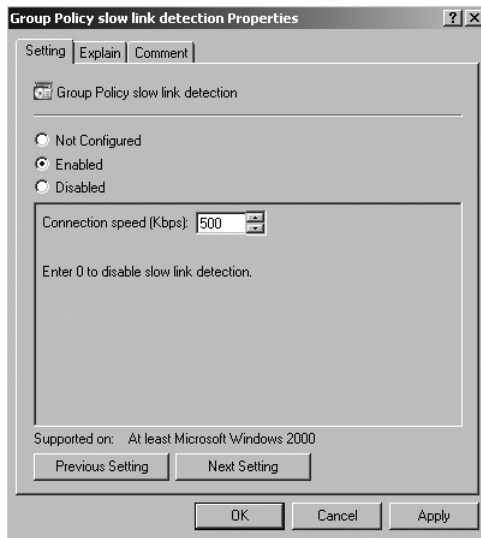 Group Policy slow link detection Properties
Setting Explain Comment
Group Policy slow link detection
Not Configured
Enabled
Disabled
Connection speed (Kbps): 500
Enter 0 to disable slow link detection.
Supported on: At least Microsoft Windows 2000
Previous Setting Next Setting
OK Cancel Apply